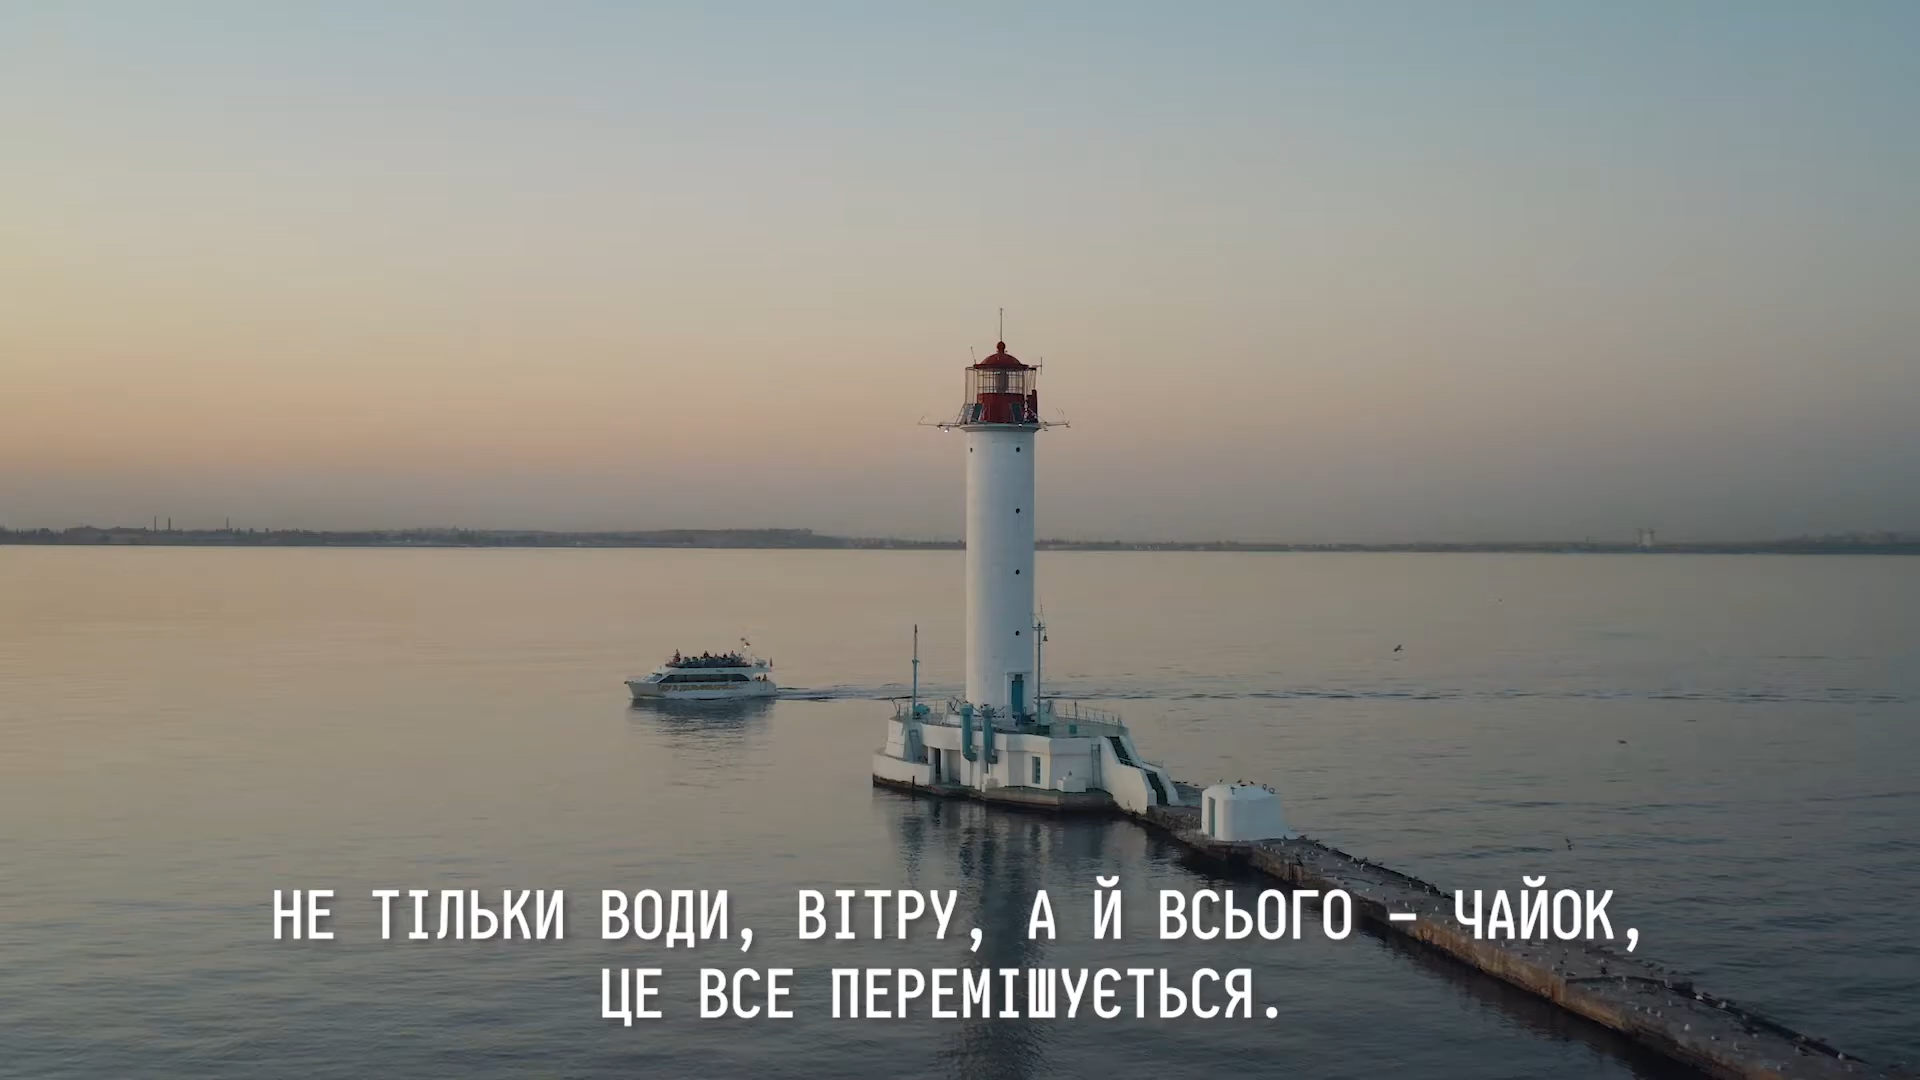 НЕ ТІЛЬКИ ВОДИ, ВІТРУ, А Й ВСЬОГО – ЧАЙОК,
ЦЕ ВСЕ ПЕРЕМІШУЄТЬСЯ.